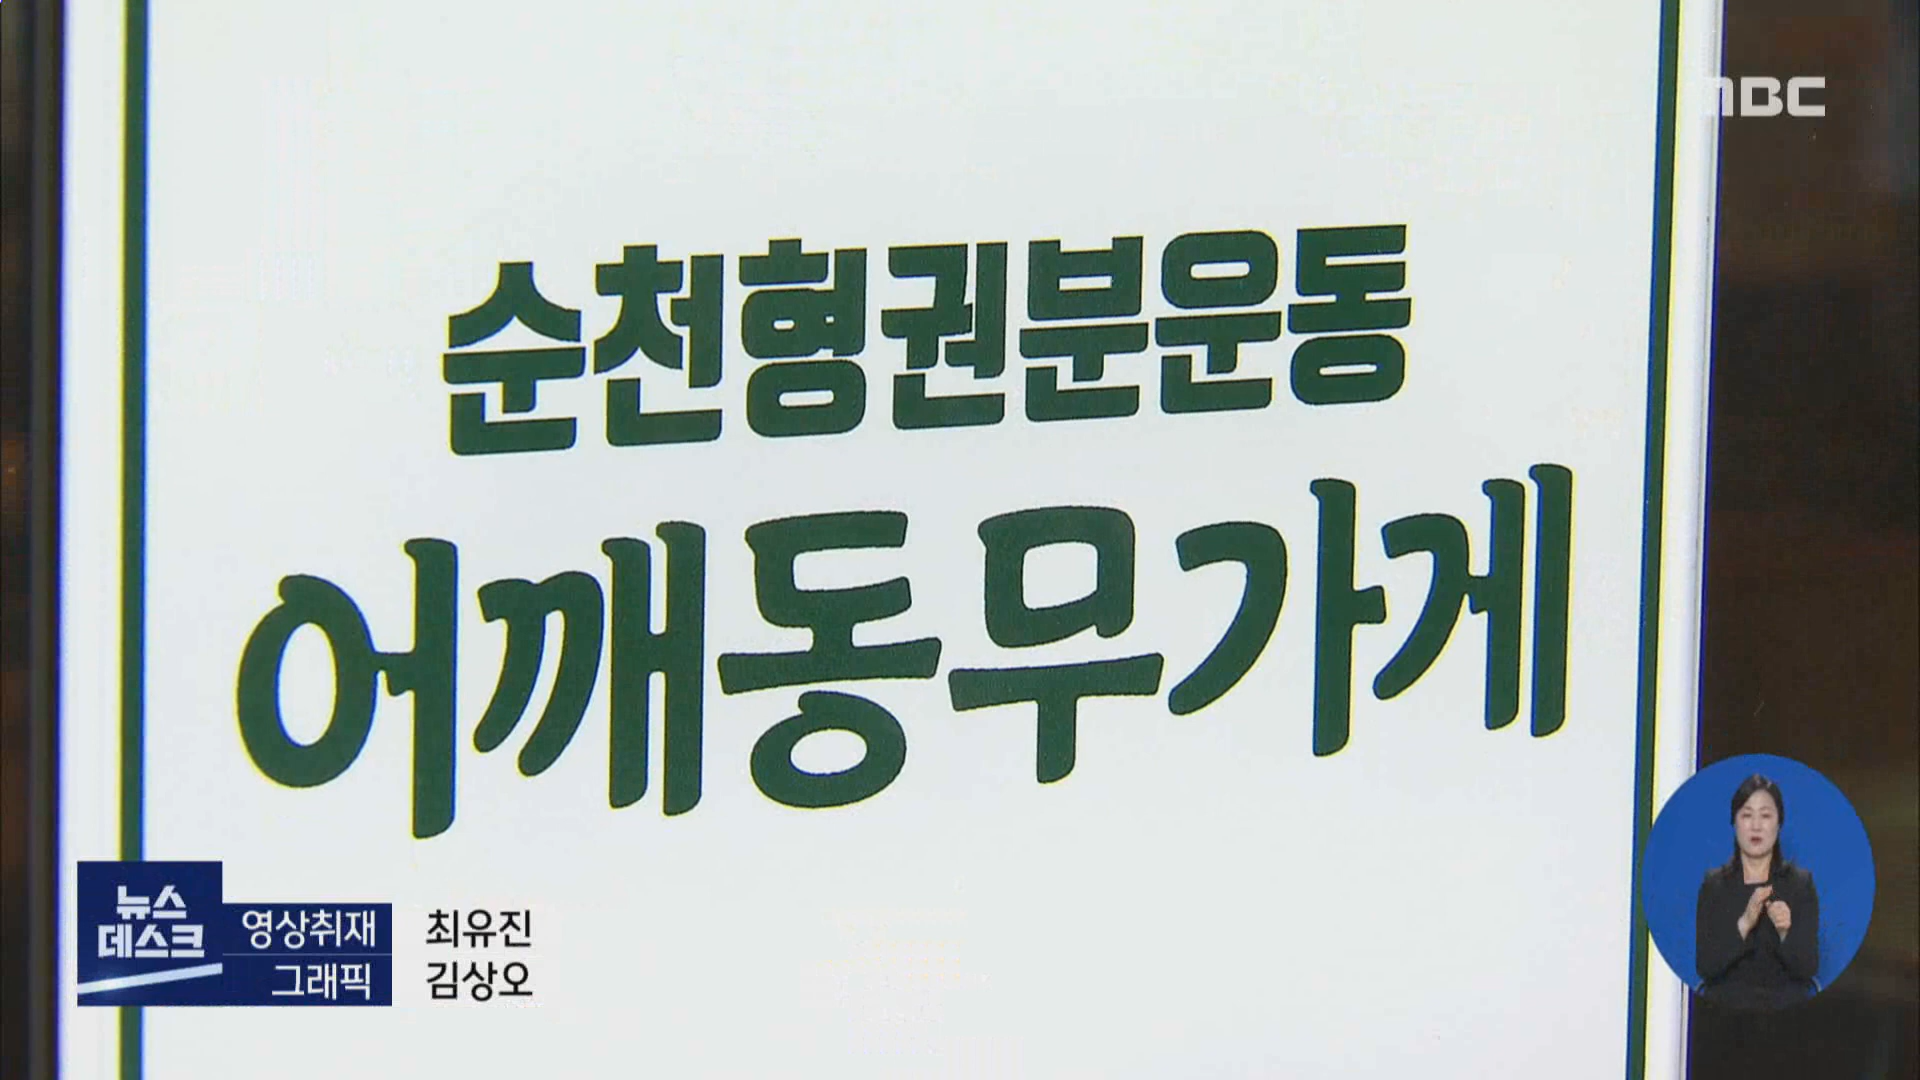 MBC
순천형권분운동
어깨동무가게
뉴스
데스크
영상취재 최유진
그래픽 김상오